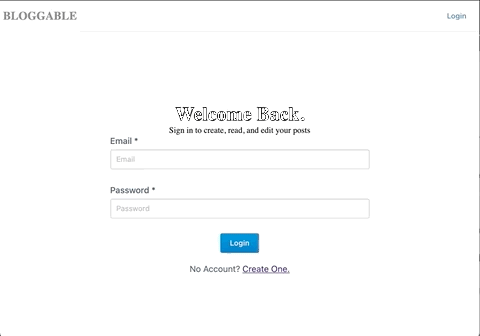 BLOGGABLE
Login
Welcome Back.
Sign in to create, read, and edit your posts
Email *
Email
Password *
Password
Login
No Account? Create One.